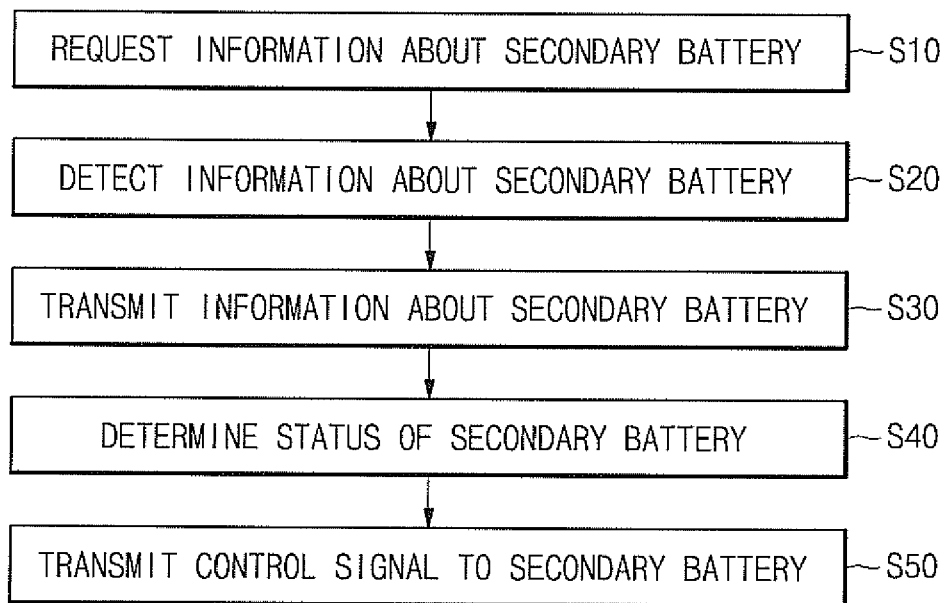 REQUEST INFORMATION ABOUT SECONDARY BATTERY S10
DETECT INFORMATION ABOUT SECONDARY BATTERY S20
TRANSMIT INFORMATION ABOUT SECONDARY BATTERY S30
DETERMINE STATUS OF SECONDARY BATTERY S40
TRANSMIT CONTROL SIGNAL TO SECONDARY BATTERY S50